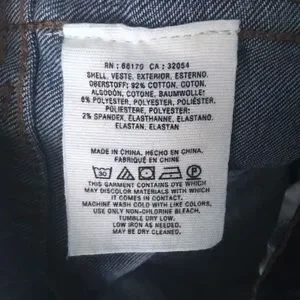 RN : 66170 CA : 32054
SHELL, VESTE, EXTERIOR, ESTERNO,
OBERSTOFF: 92% COTTON, COTON,
ALGODÓN, COTONE, BAUMWOLLE:
6% POLYESTER, POLYESTER, POLIÉSTER,
POLIESTERE, POLYESTER:
2% SPANDEX, ELASTHANNE, ELASTANO,
ELASTAN, ELASTAN
MADE IN CHINA, HECHO EN CHINA,
FABRIQUÉ EN CHINE
30
THIS GARMENT CONTAINS DYE WHICH
MAY DISCOLOR MATERIALS WITH WHICH
IT COMES IN CONTACT.
MACHINE WASH COLD WITH LIKE COLORS,
USE ONLY NON-CHLORINE BLEACH,
TUMBLE DRY LOW,
LOW IRON AS NEEDED,
MAY BE DRY CLEANED.